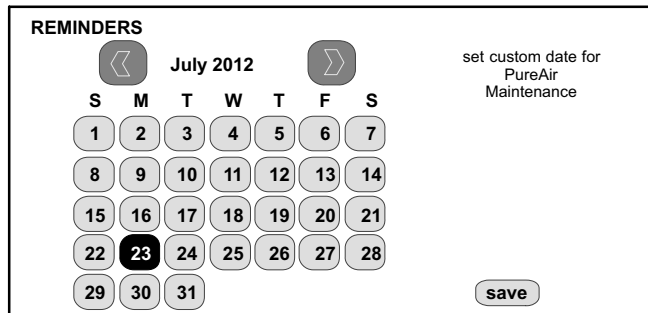 REMINDERS
July 2012
set custom date for
PureAir
Maintenance
S M T W T F S
1 2 3 4 5 6 7
8 9 10 11 12 13 14
15 16 17 18 19 20 21
22 23 24 25 26 27 28
29 30 31
save